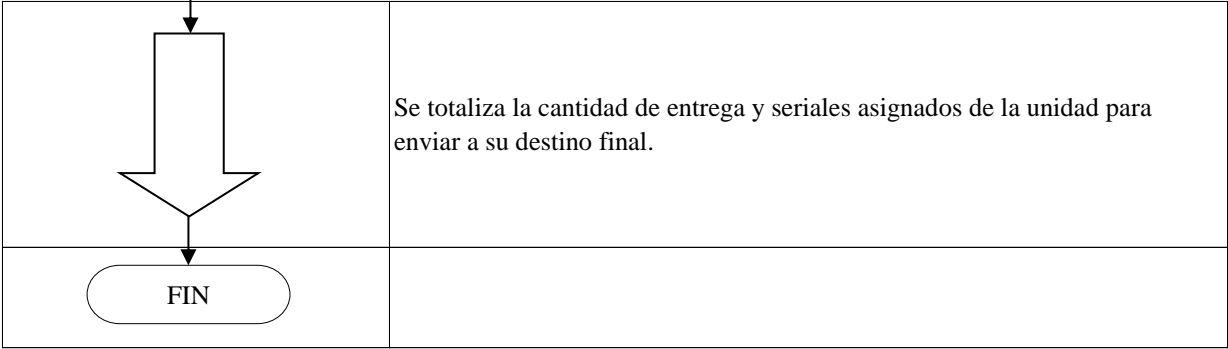 Se totaliza la cantidad de entrega y seriales asignados de la unidad para
enviar a su destino final.
FIN